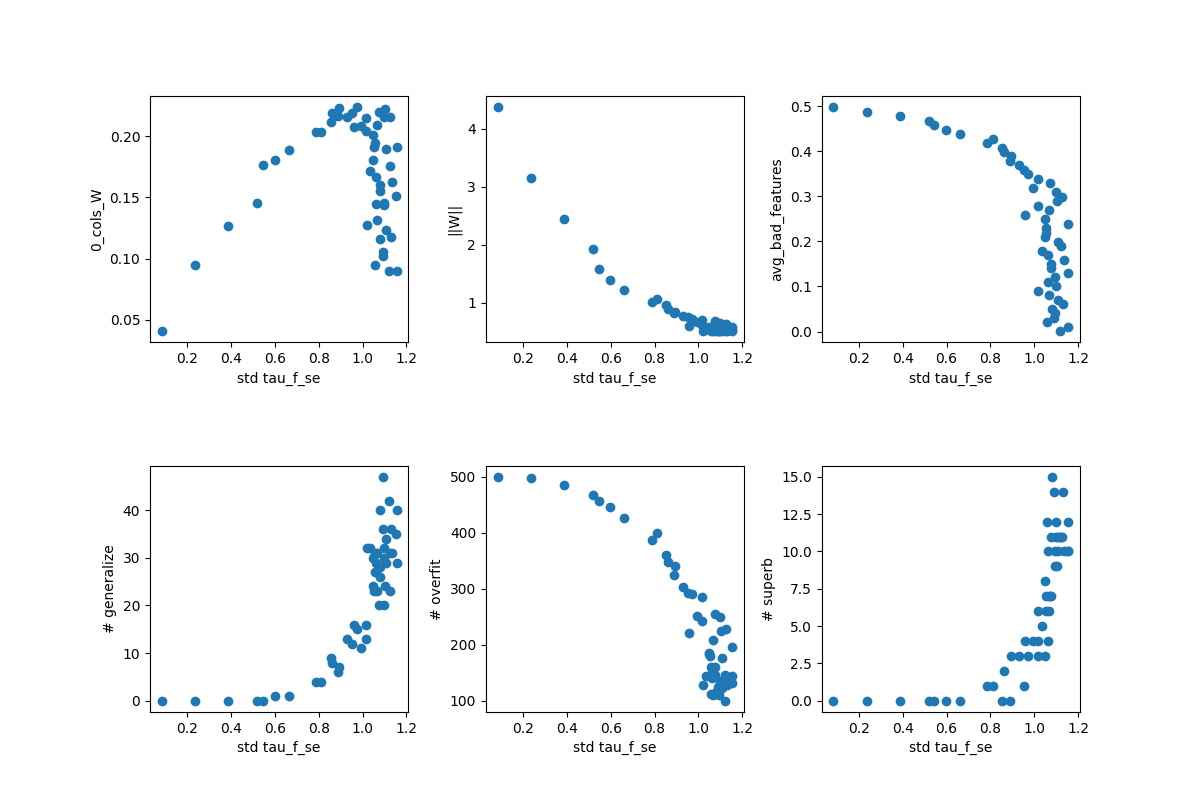 0_cols_W
0.20
0.15
0.10
0.05
0.2 0.4 0.6 0.8 1.0 1.2
std tau_f_se
||W||
4
3
2
1
0.2 0.4 0.6 0.8 1.0 1.2
std tau_f_se
avg_bad_features
0.5
0.4
0.3
0.2
0.1
0.0
0.2 0.4 0.6 0.8 1.0 1.2
std tau_f_se
# generalize
40
30
20
10
0
0.2 0.4 0.6 0.8 1.0 1.2
std tau_f_se
# overfit
500
400
300
200
100
0.2 0.4 0.6 0.8 1.0 1.2
std tau_f_se
# superb
15.0
12.5
10.0
7.5
5.0
2.5
0.0
0.2 0.4 0.6 0.8 1.0 1.2
std tau_f_se